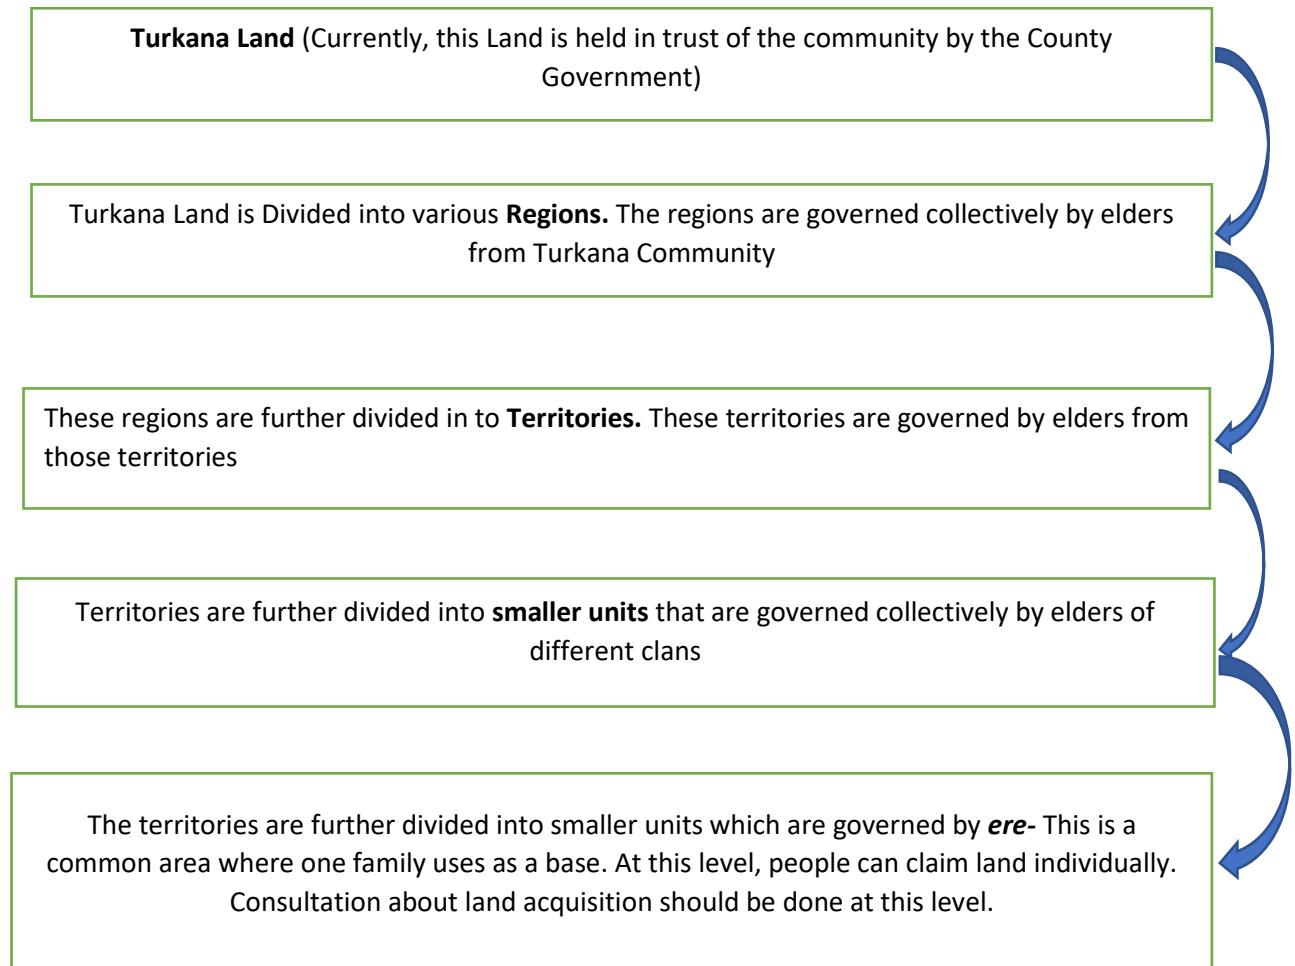 Turkana Land (Currently, this Land is held in trust of the community by the County
Government)
Turkana Land is Divided into various Regions. The regions are governed collectively by elders
from Turkana Community
These regions are further divided in to Territories. These territories are governed by elders from
those territories
Territories are further divided into smaller units that are governed collectively by elders of
different clans
The territories are further divided into smaller units which are governed by ere- This is a
common area where one family uses as a base. At this level, people can claim land individually.
Consultation about land acquisition should be done at this level.